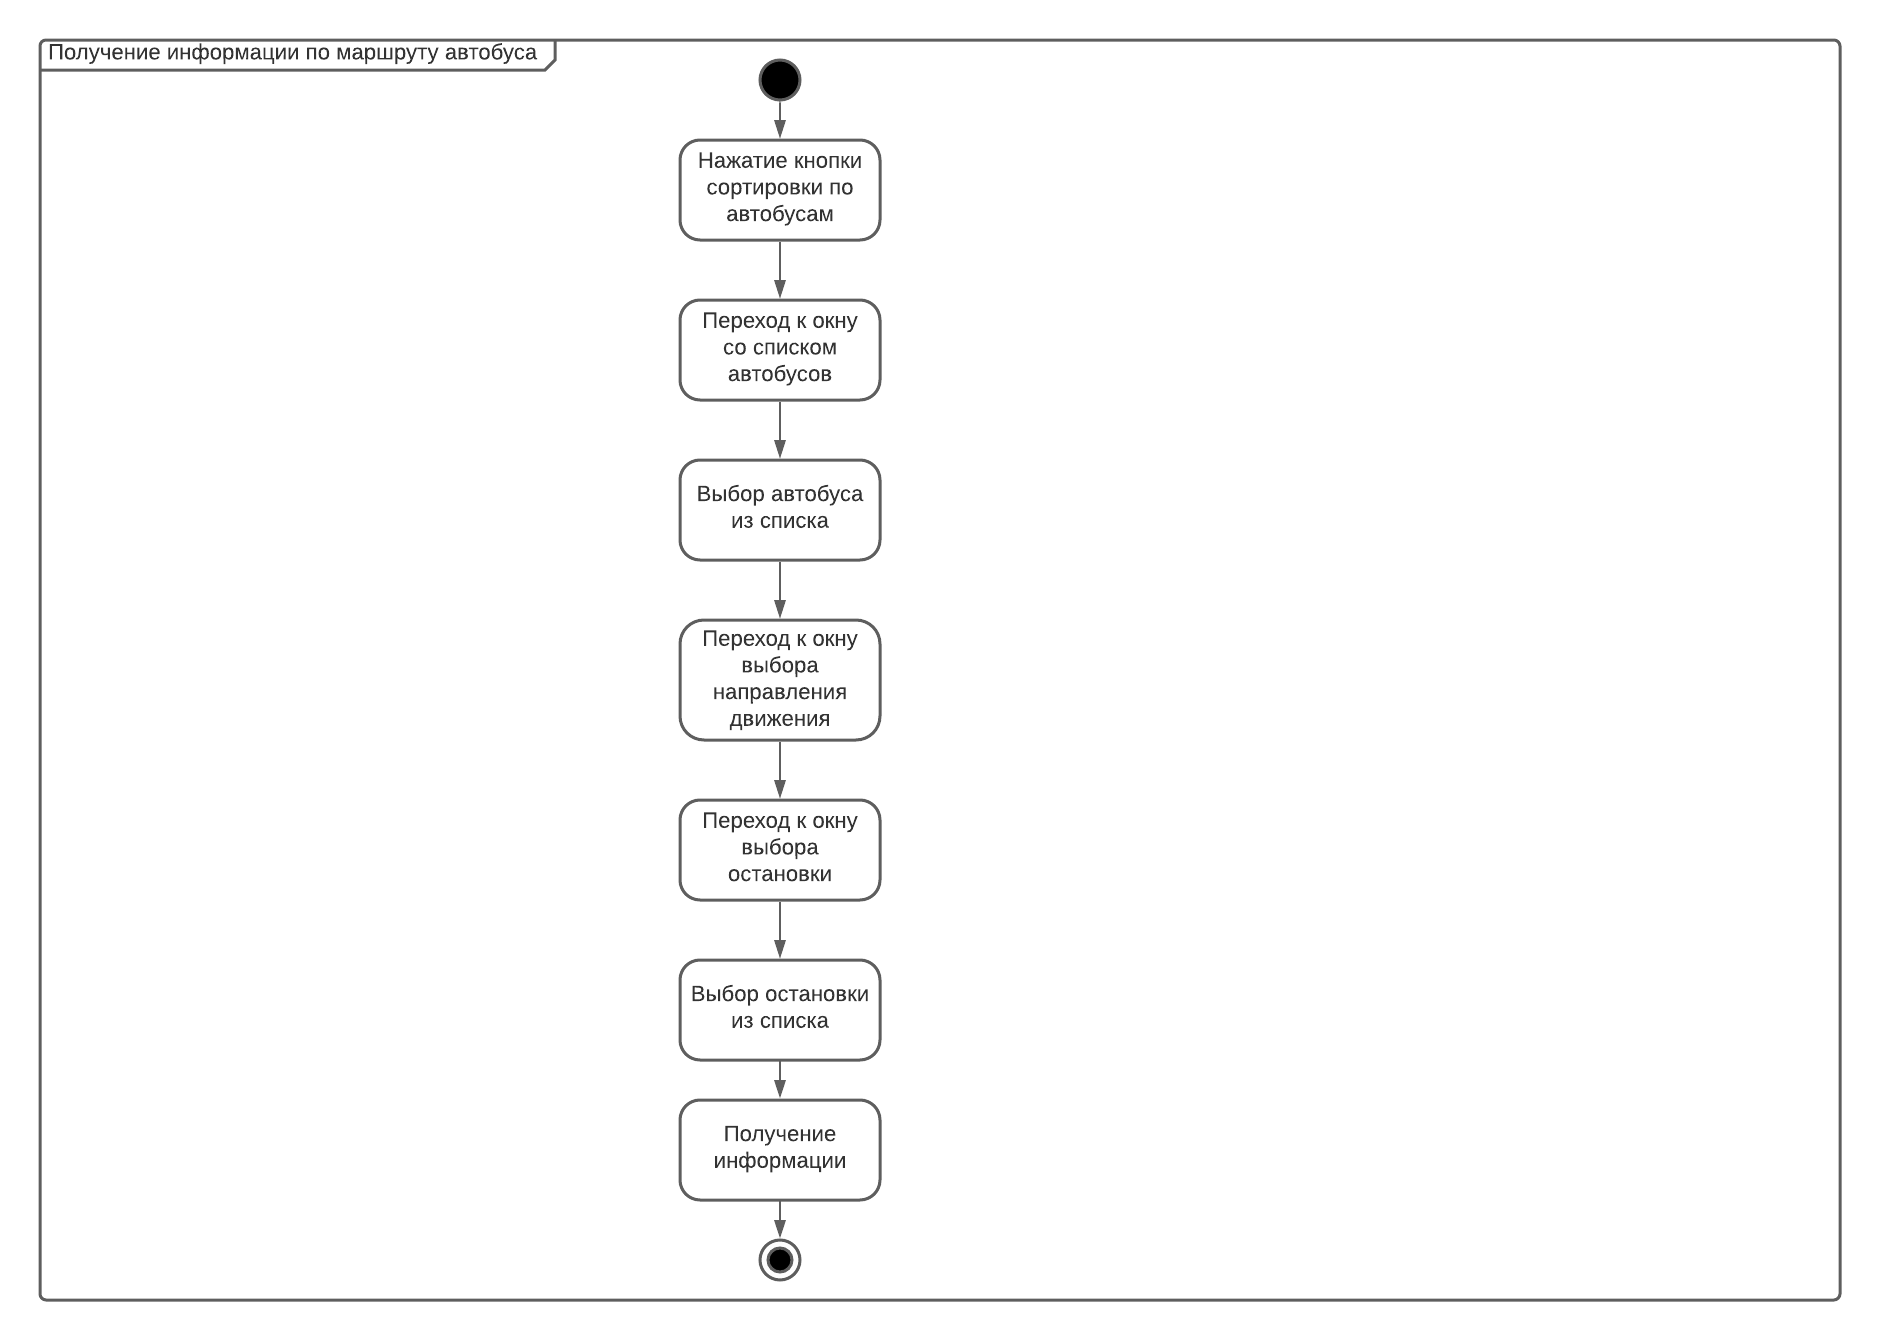 Получение информации по маршруту автобуса
Нажатие кнопки
сортировки по
автобусам
Переход к окну
со списком
автобусов
Выбор автобуса
из списка
Переход к окну
выбора
направления
движения
Переход к окну
выбора
остановки
Выбор остановки
из списка
Получение
информации